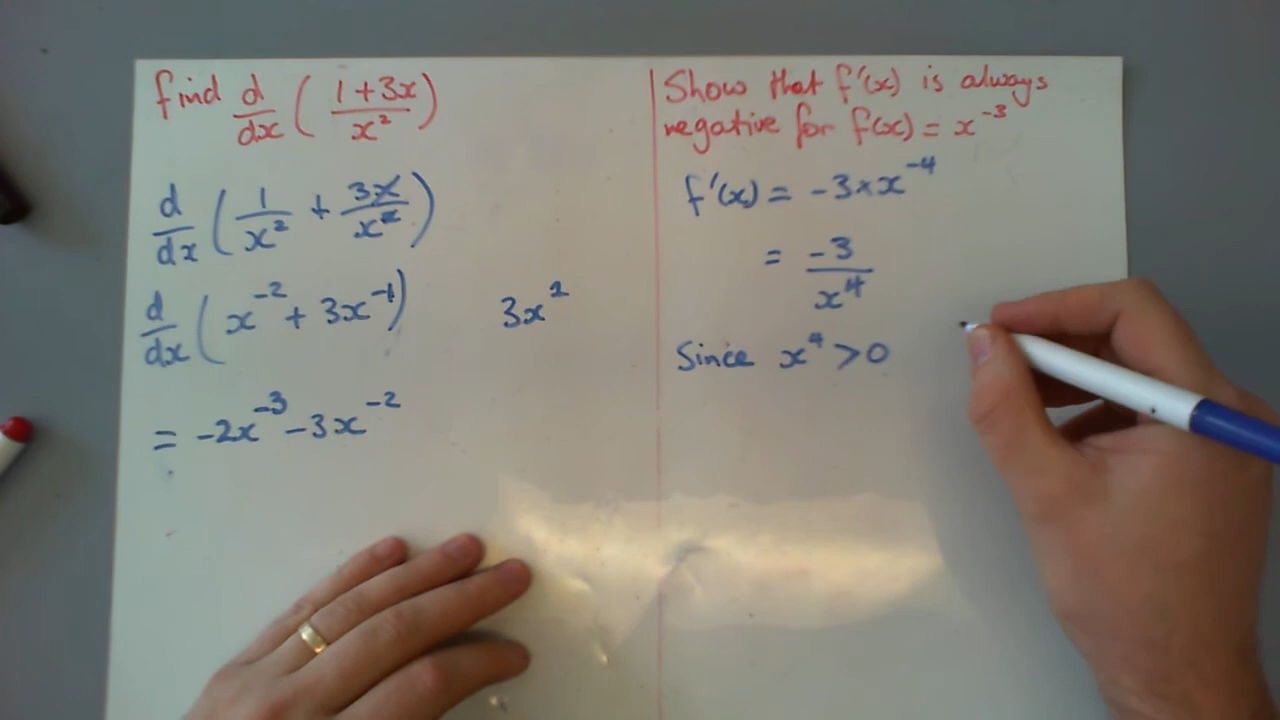 find d/dx ( (1+3x)/x² )
d/dx ( 1/x² + 3x/x² )
d/dx ( x⁻² + 3x⁻¹ )
3x²
= -2x⁻³ - 3x⁻²
Show that f'(x) is always
negative for f(x) = x⁻³
f'(x) = -3 × x⁻⁴
= -3/x⁴
Since x⁴ > 0